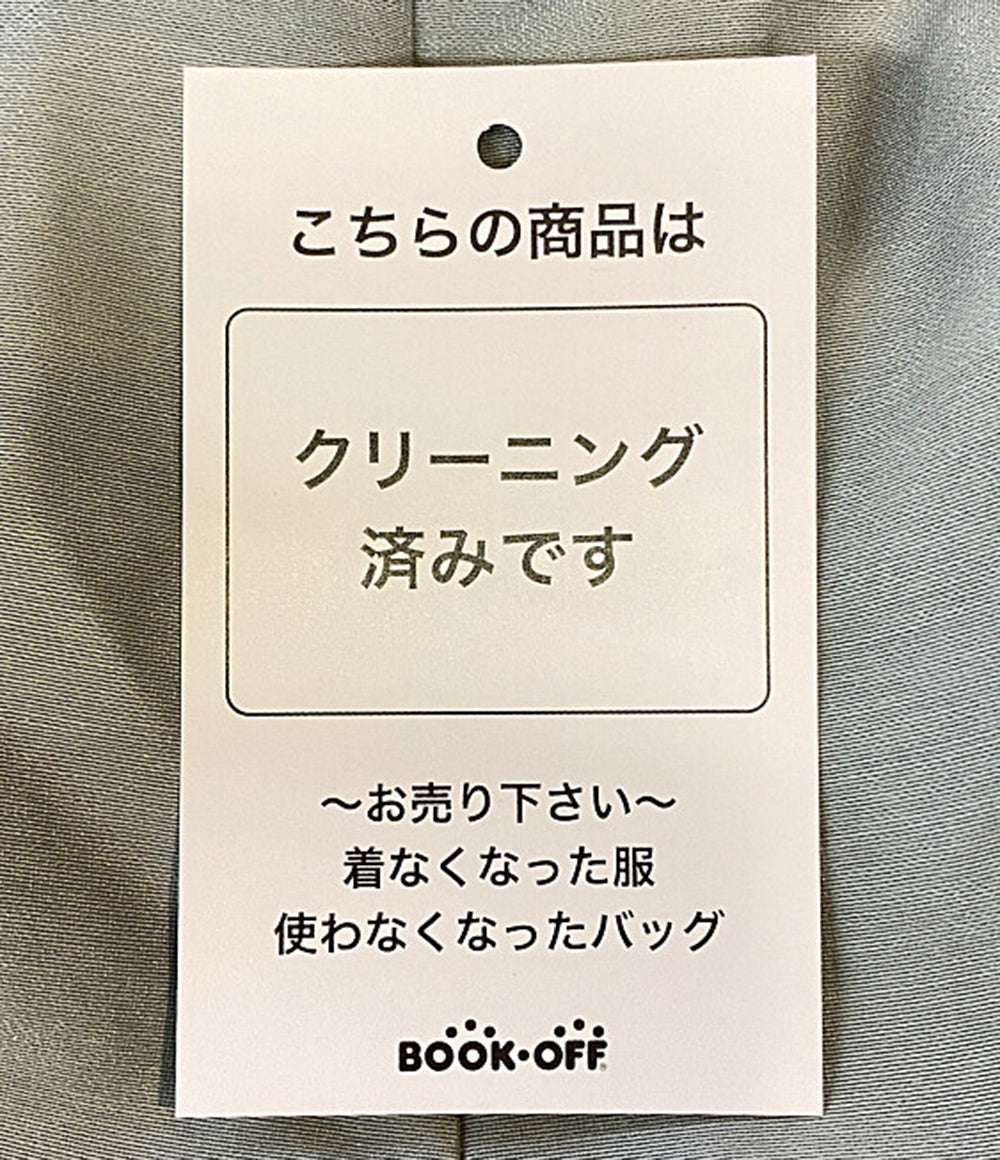 こちらの商品は
クリーニング
済みです
〜お売り下さい〜
着なくなった服
使わなくなったバッグ
BOOK・OFF